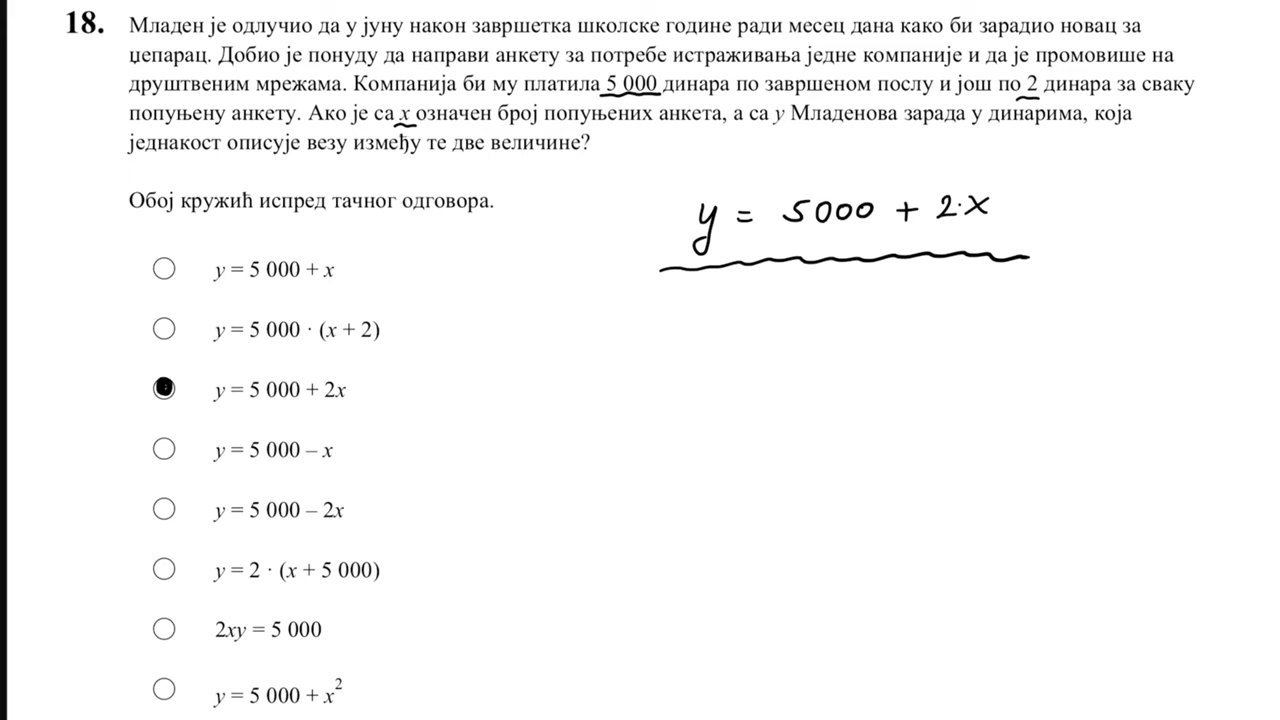 18. Младен је одлучио да у јуну након завршетка школске године ради месец дана како би зарадио новац за
џепарац. Добио је понуду да направи анкету за потребе истраживања једне компаније и да је промовише на
друштвеним мрежама. Компанија би му платила 5 000 динара по завршеном послу и још по 2 динара за сваку
попуњену анкету. Ако је са x означен број попуњених анкета, а са y Младенова зарада у динарима, која
једнакост описује везу између те две величине?
Обој кружић испред тачног одговора.
y = 5000 + 2·x
y = 5 000 + x
y = 5 000 · (x + 2)
y = 5 000 + 2x
y = 5 000 – x
y = 5 000 – 2x
y = 2 · (x + 5 000)
2xy = 5 000
y = 5 000 + x²